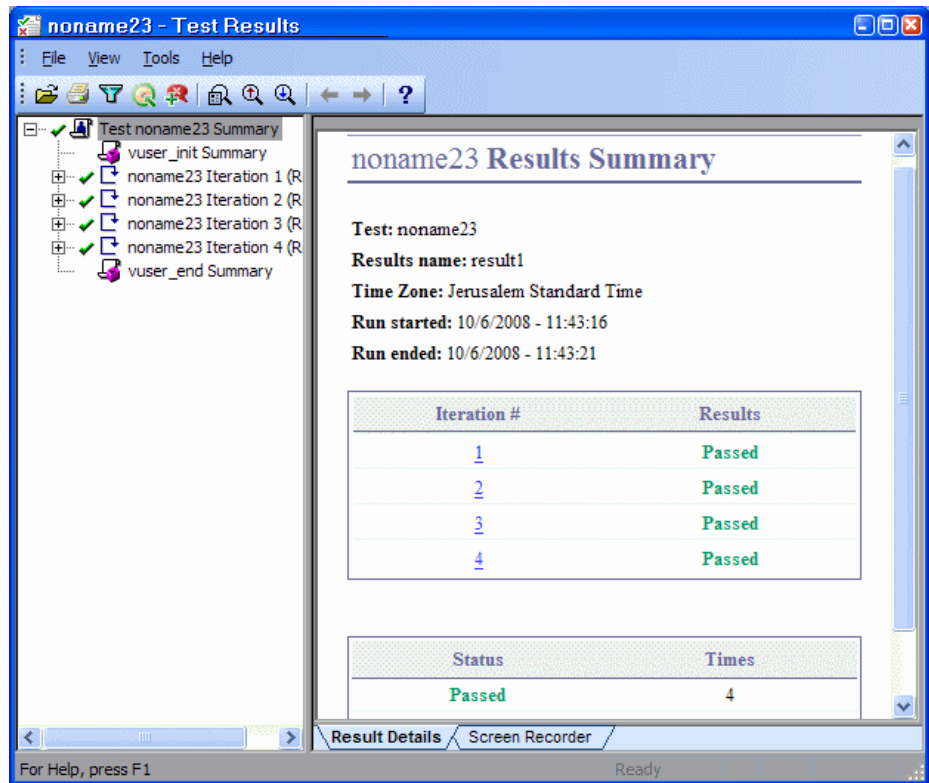 noname23 - Test Results
File View Tools Help
?
Test noname23 Summary
vuser_init Summary
noname23 Iteration 1 (R
noname23 Iteration 2 (R
noname23 Iteration 3 (R
noname23 Iteration 4 (R
vuser_end Summary
noname23 Results Summary
Test: noname23
Results name: result1
Time Zone: Jerusalem Standard Time
Run started: 10/6/2008 - 11:43:16
Run ended: 10/6/2008 - 11:43:21
Iteration # Results
1 Passed
2 Passed
3 Passed
4 Passed
Status Times
Passed 4
Result Details Screen Recorder
For Help, press F1 Ready